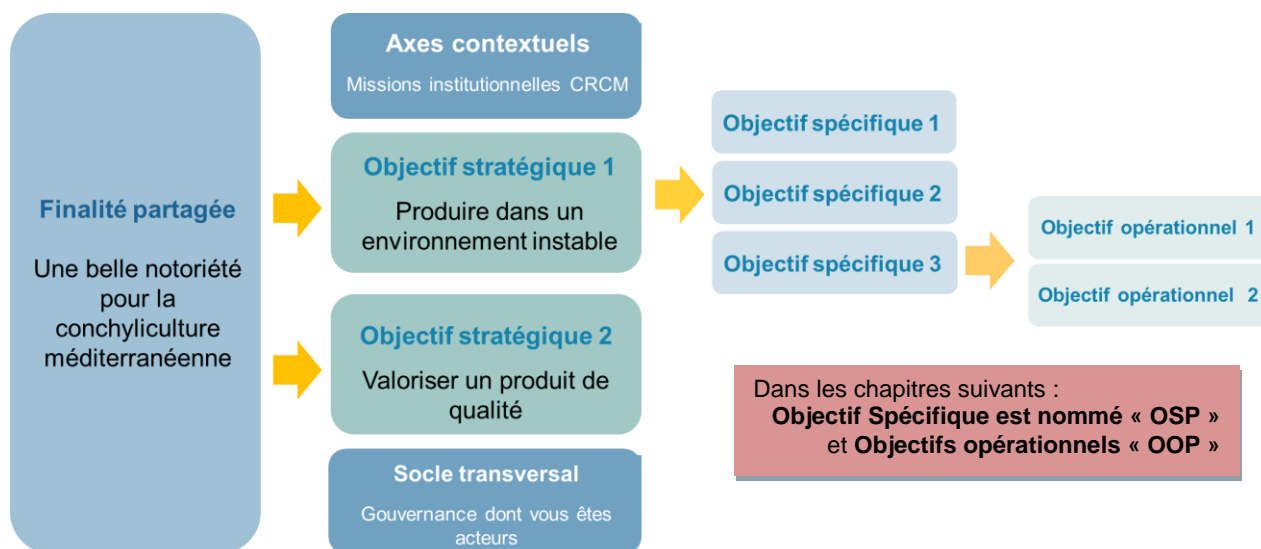 Finalité partagée
Une belle notoriété
pour la
conchyliculture
méditerranéenne
Axes contextuels
Missions institutionnelles CRCM
Objectif stratégique 1
Produire dans un
environnement instable
Objectif stratégique 2
Valoriser un produit de
qualité
Socle transversal
Gouvernance dont vous êtes
acteurs
Objectif spécifique 1
Objectif spécifique 2
Objectif spécifique 3
Objectif opérationnel 1
Objectif opérationnel 2
Dans les chapitres suivants :
Objectif Spécifique est nommé « OSP »
et Objectifs opérationnels « OOP »